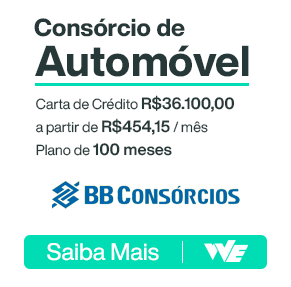 Consórcio de
Automóvel
Carta de Crédito R$36.100,00
a partir de R$454,15 / mês
Plano de 100 meses
BB CONSÓRCIOS
Saiba Mais | WE